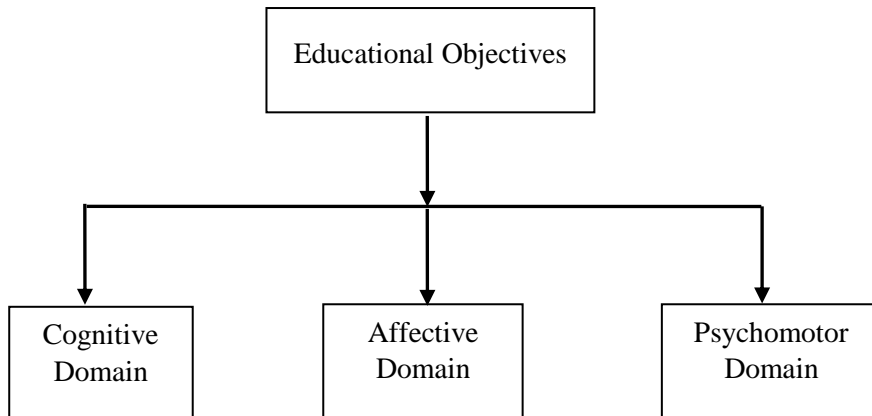 Educational Objectives
Cognitive
Domain
Affective
Domain
Psychomotor
Domain